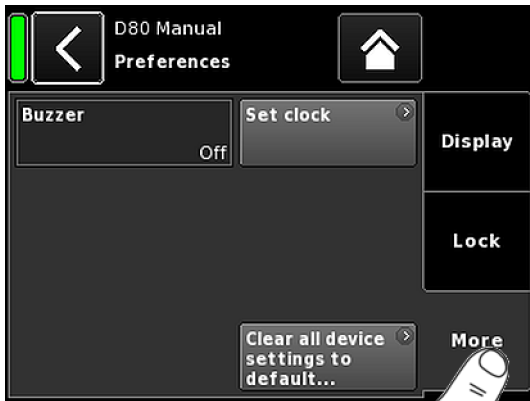 D80 Manual
Preferences
Buzzer
Off
Set clock
Display
Lock
Clear all device
settings to
default...
More